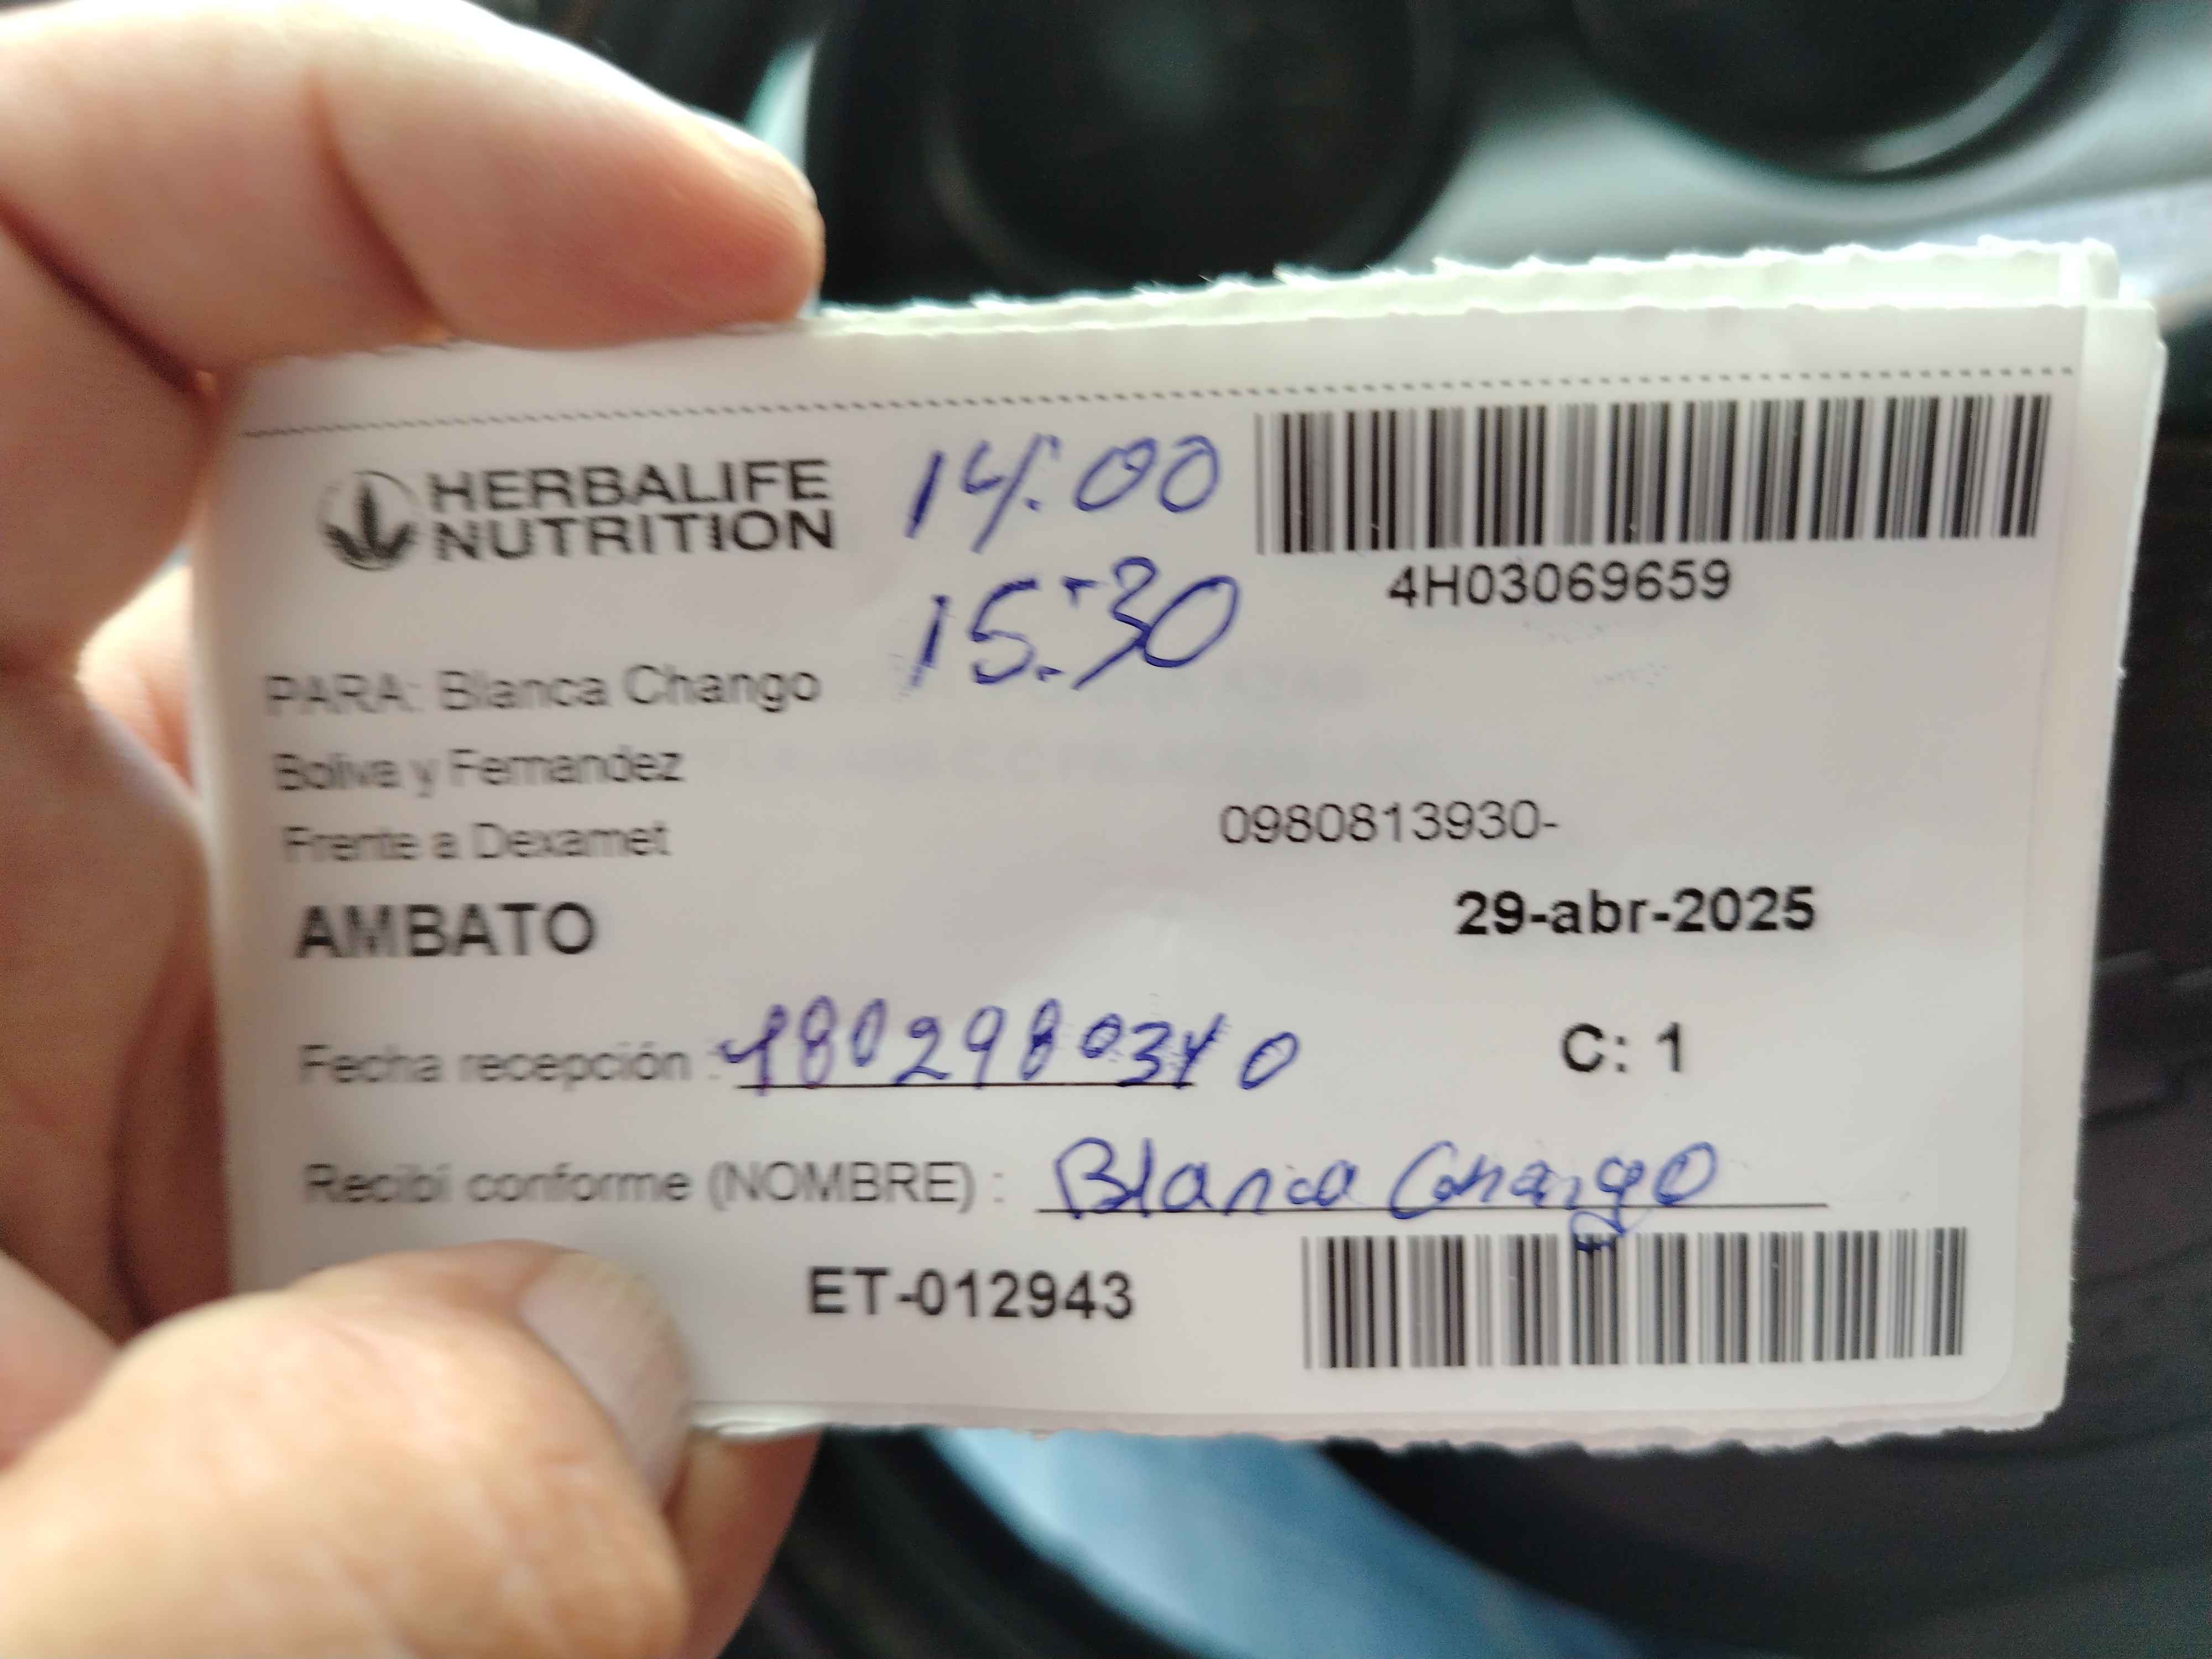 HERBALIFE
NUTRITION
14:00
15:30
4H03069659
PARA: Blanca Chango
Boliva y Fernandez
Frente a Dexamet
0980813930-
AMBATO
29-abr-2025
Fecha recepción :
C: 1
Recibí conforme (NOMBRE) : Blanca Chango
ET-012943